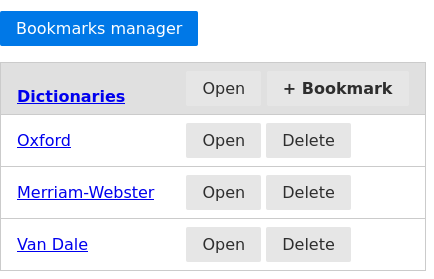 Bookmarks manager
Dictionaries Open + Bookmark
Oxford Open Delete
Merriam-Webster Open Delete
Van Dale Open Delete